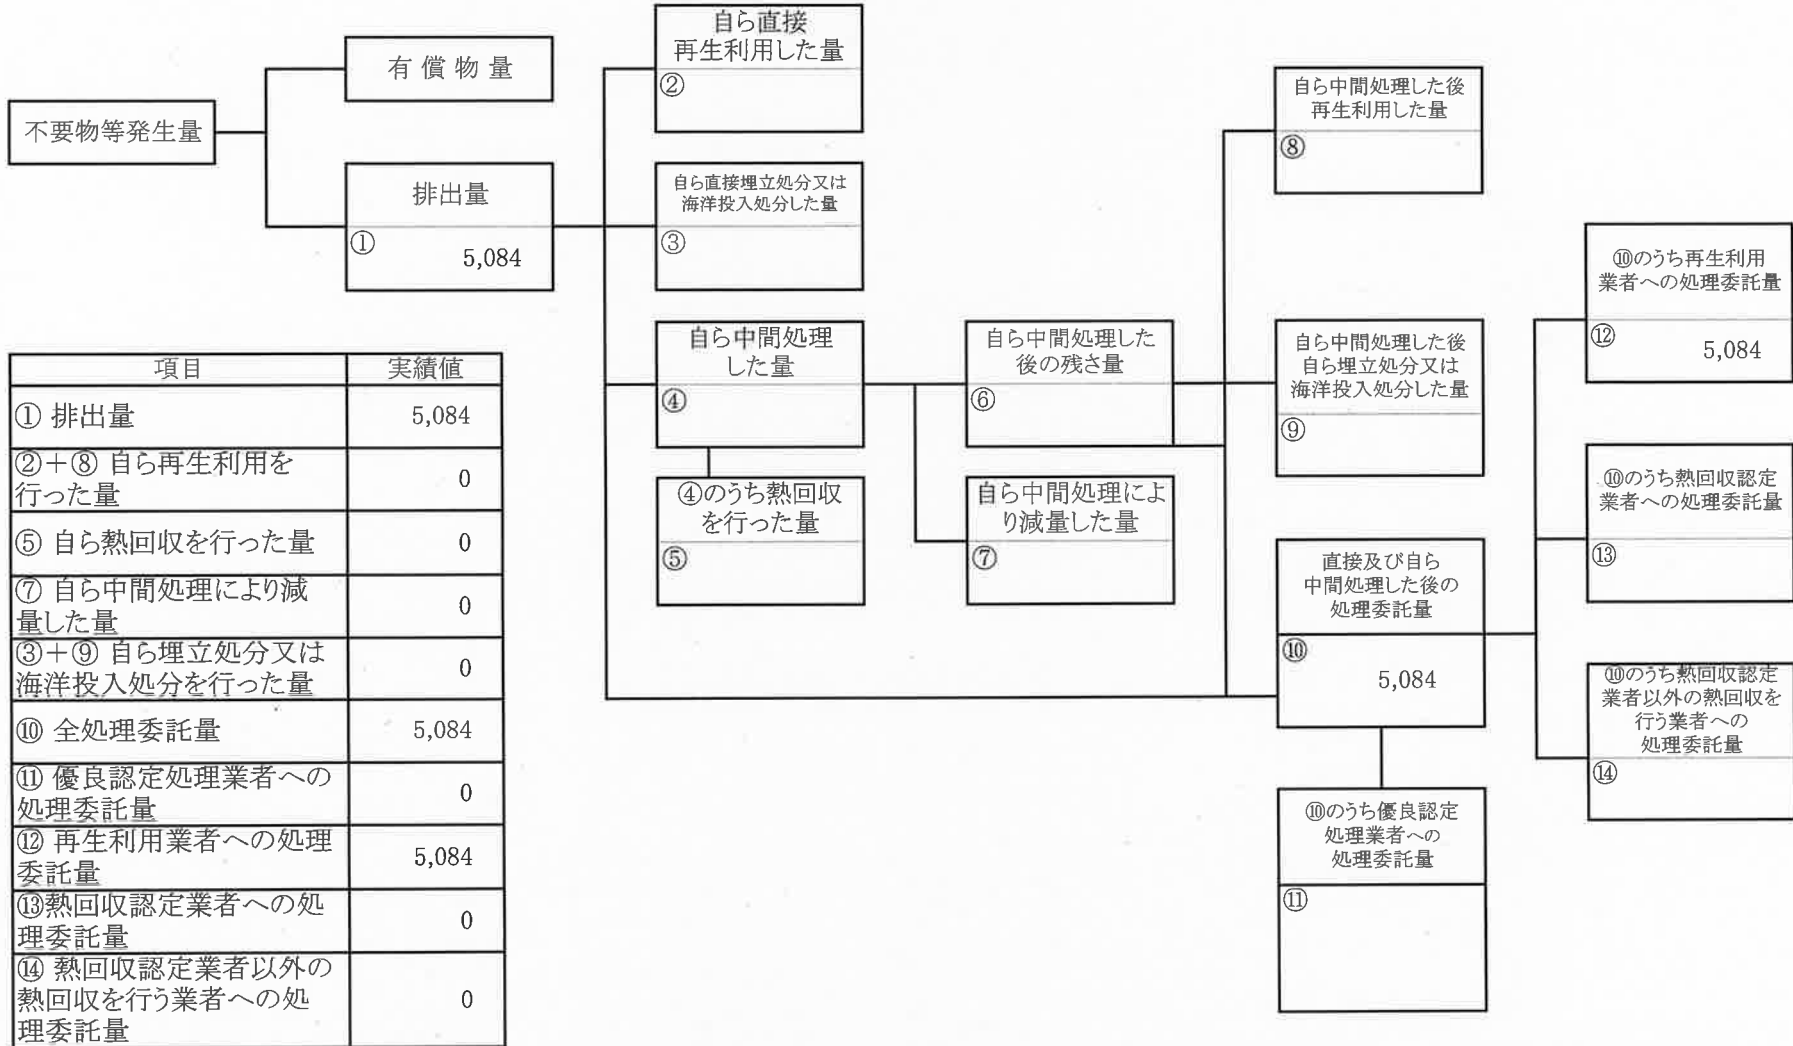 不要物等発生量
有償物量
排出量
①
5,084
自ら直接
再生利用した量
②
自ら直接埋立処分又は
海洋投入処分した量
③
自ら中間処理
した量
④
④のうち熱回収
を行った量
⑤
自ら中間処理した
後の残さ量
⑥
自ら中間処理によ
り減量した量
⑦
自ら中間処理した後
再生利用した量
⑧
自ら中間処理した後
自ら埋立処分又は
海洋投入処分した量
⑨
直接及び自ら
中間処理した後の
処理委託量
⑩
5,084
⑩のうち優良認定
処理業者への
処理委託量
⑪
⑩のうち再生利用
業者への処理委託量
⑫
5,084
⑩のうち熱回収認定
業者への処理委託量
⑬
⑩のうち熱回収認定
業者以外の熱回収を
行う業者への
処理委託量
⑭
項目 実績値
① 排出量 5,084
②+⑧ 自ら再生利用を
行った量 0
⑤ 自ら熱回収を行った量 0
⑦ 自ら中間処理により減
量した量 0
③+⑨ 自ら埋立処分又は
海洋投入処分を行った量 0
⑩ 全処理委託量 5,084
⑪ 優良認定処理業者への
処理委託量 0
⑫ 再生利用業者への処理
委託量 5,084
⑬熱回収認定業者への処
理委託量 0
⑭ 熱回収認定業者以外の
熱回収を行う業者への処
理委託量 0